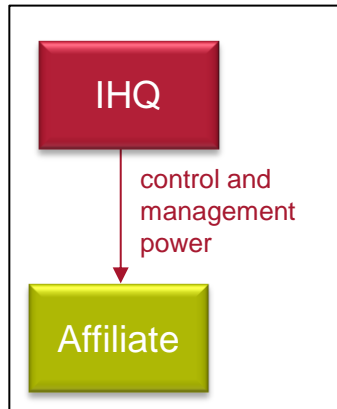 IHQ
control and
management
power
Affiliate